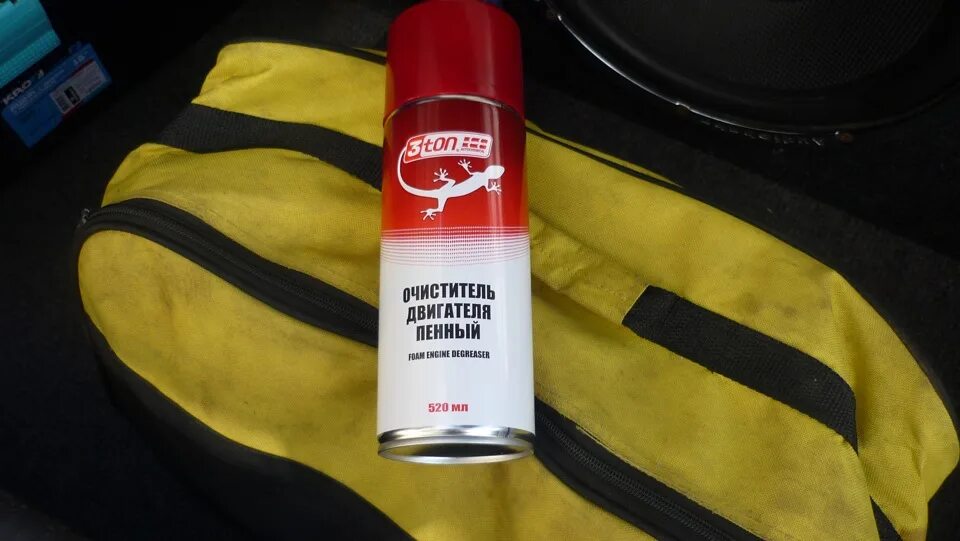 3ton
ОЧИСТИТЕЛЬ
ДВИГАТЕЛЯ
ПЕННЫЙ
FOAM ENGINE DEGREASER
520 мл